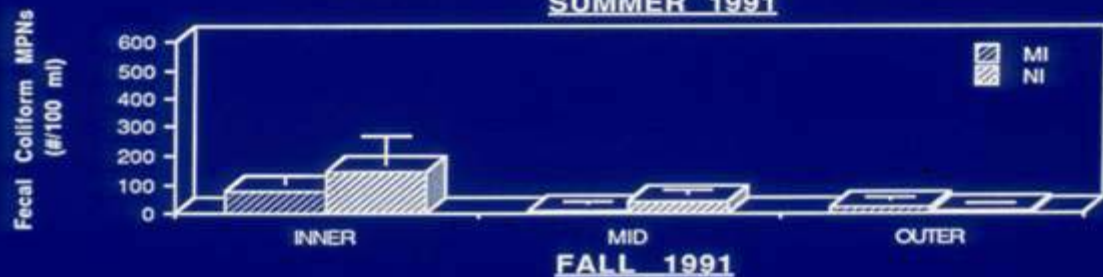 SUMMER 1991
Fecal Coliform MPNs
(#/100 ml)
600
500
400
300
200
100
0
MI
NI
INNER
MID
OUTER
FALL 1991